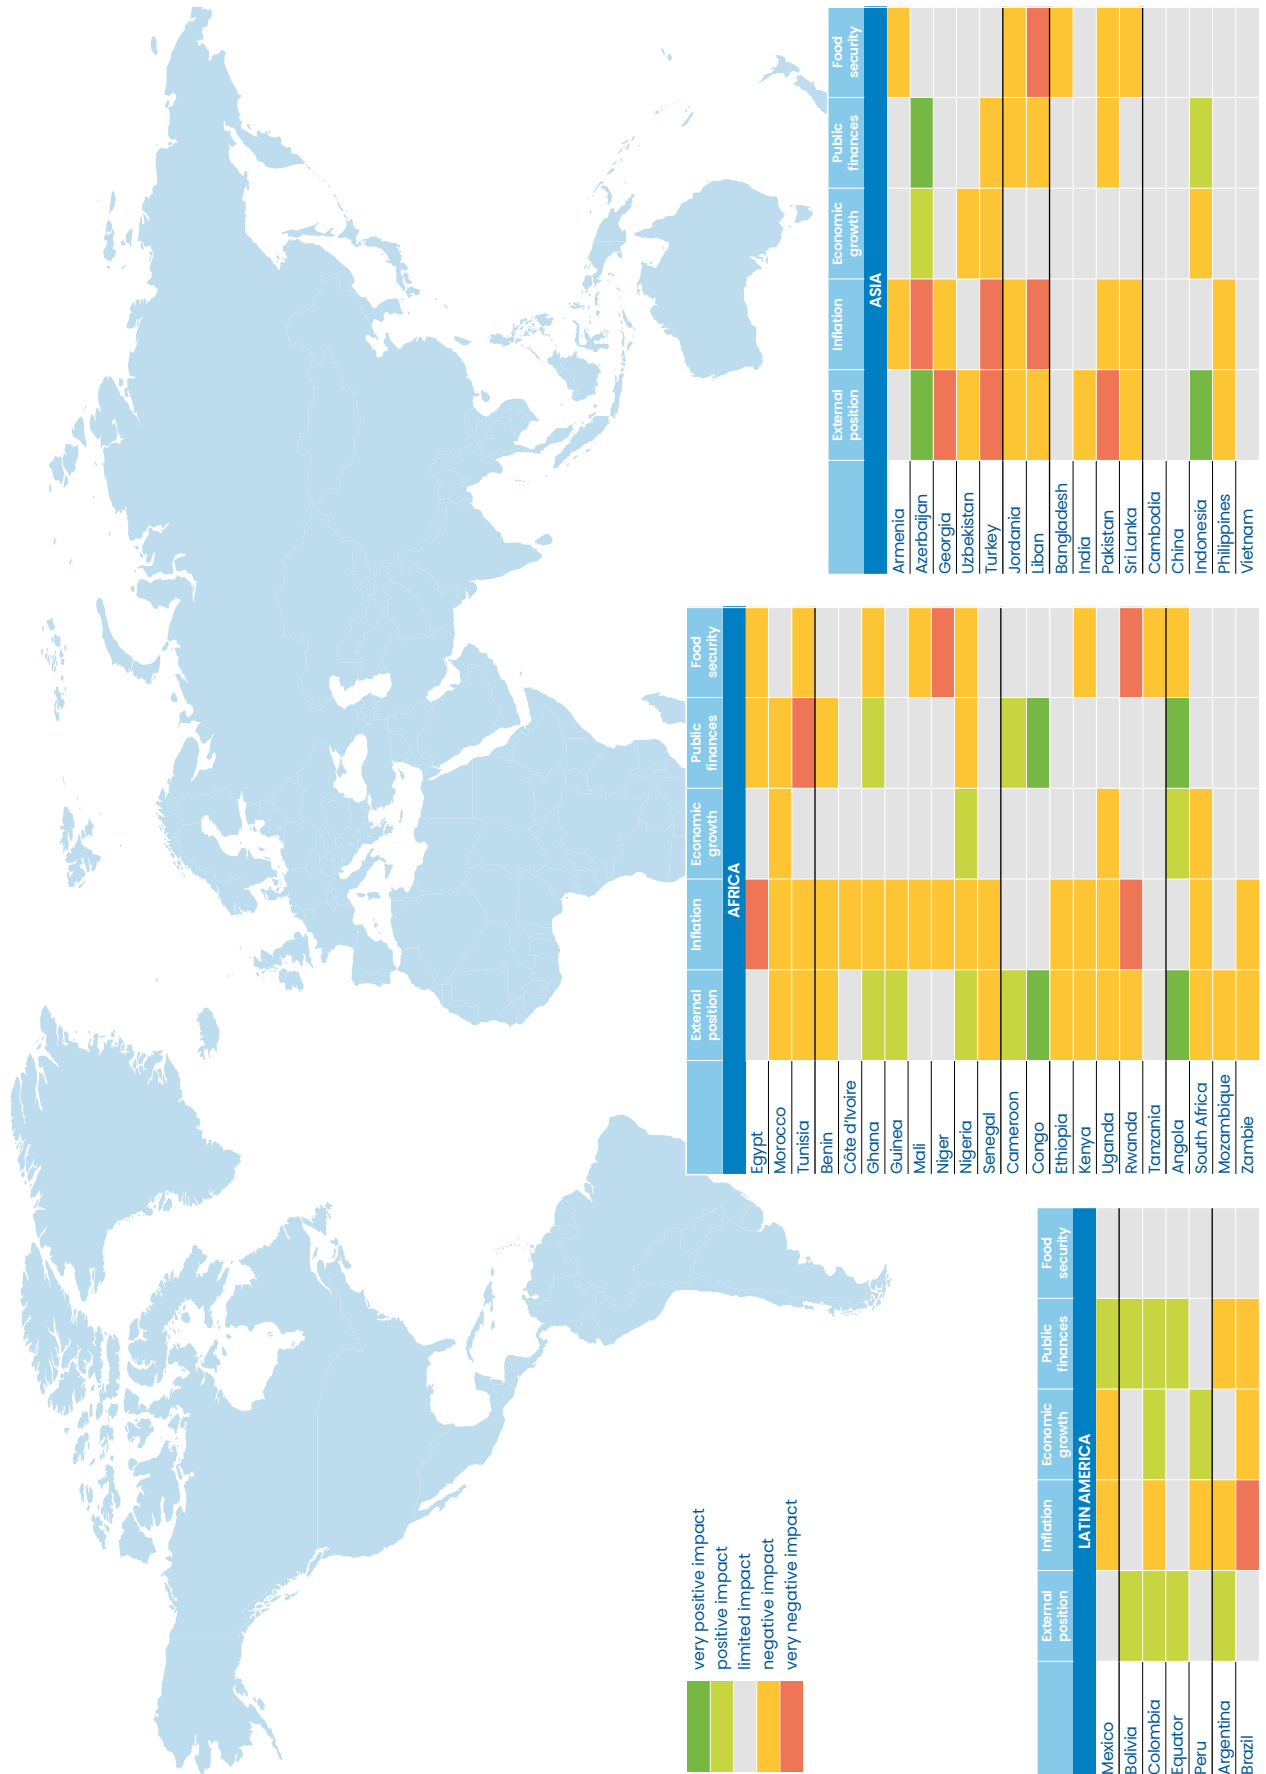 very positive impact
positive impact
limited impact
negative impact
very negative impact
External position
Inflation
Economic growth
Public finances
Food security
LATIN AMERICA
Mexico
Bolivia
Colombia
Equator
Peru
Argentina
Brazil
External position
Inflation
Economic growth
Public finances
Food security
AFRICA
Egypt
Morocco
Tunisia
Benin
Côte d'Ivoire
Ghana
Guinea
Mali
Niger
Nigeria
Senegal
Cameroon
Congo
Ethiopia
Kenya
Uganda
Rwanda
Tanzania
Angola
South Africa
Mozambique
Zambie
External position
Inflation
Economic growth
Public finances
Food security
ASIA
Armenia
Azerbaijan
Georgia
Uzbekistan
Turkey
Jordania
Liban
Bangladesh
India
Pakistan
Sri Lanka
Cambodia
China
Indonesia
Philippines
Vietnam